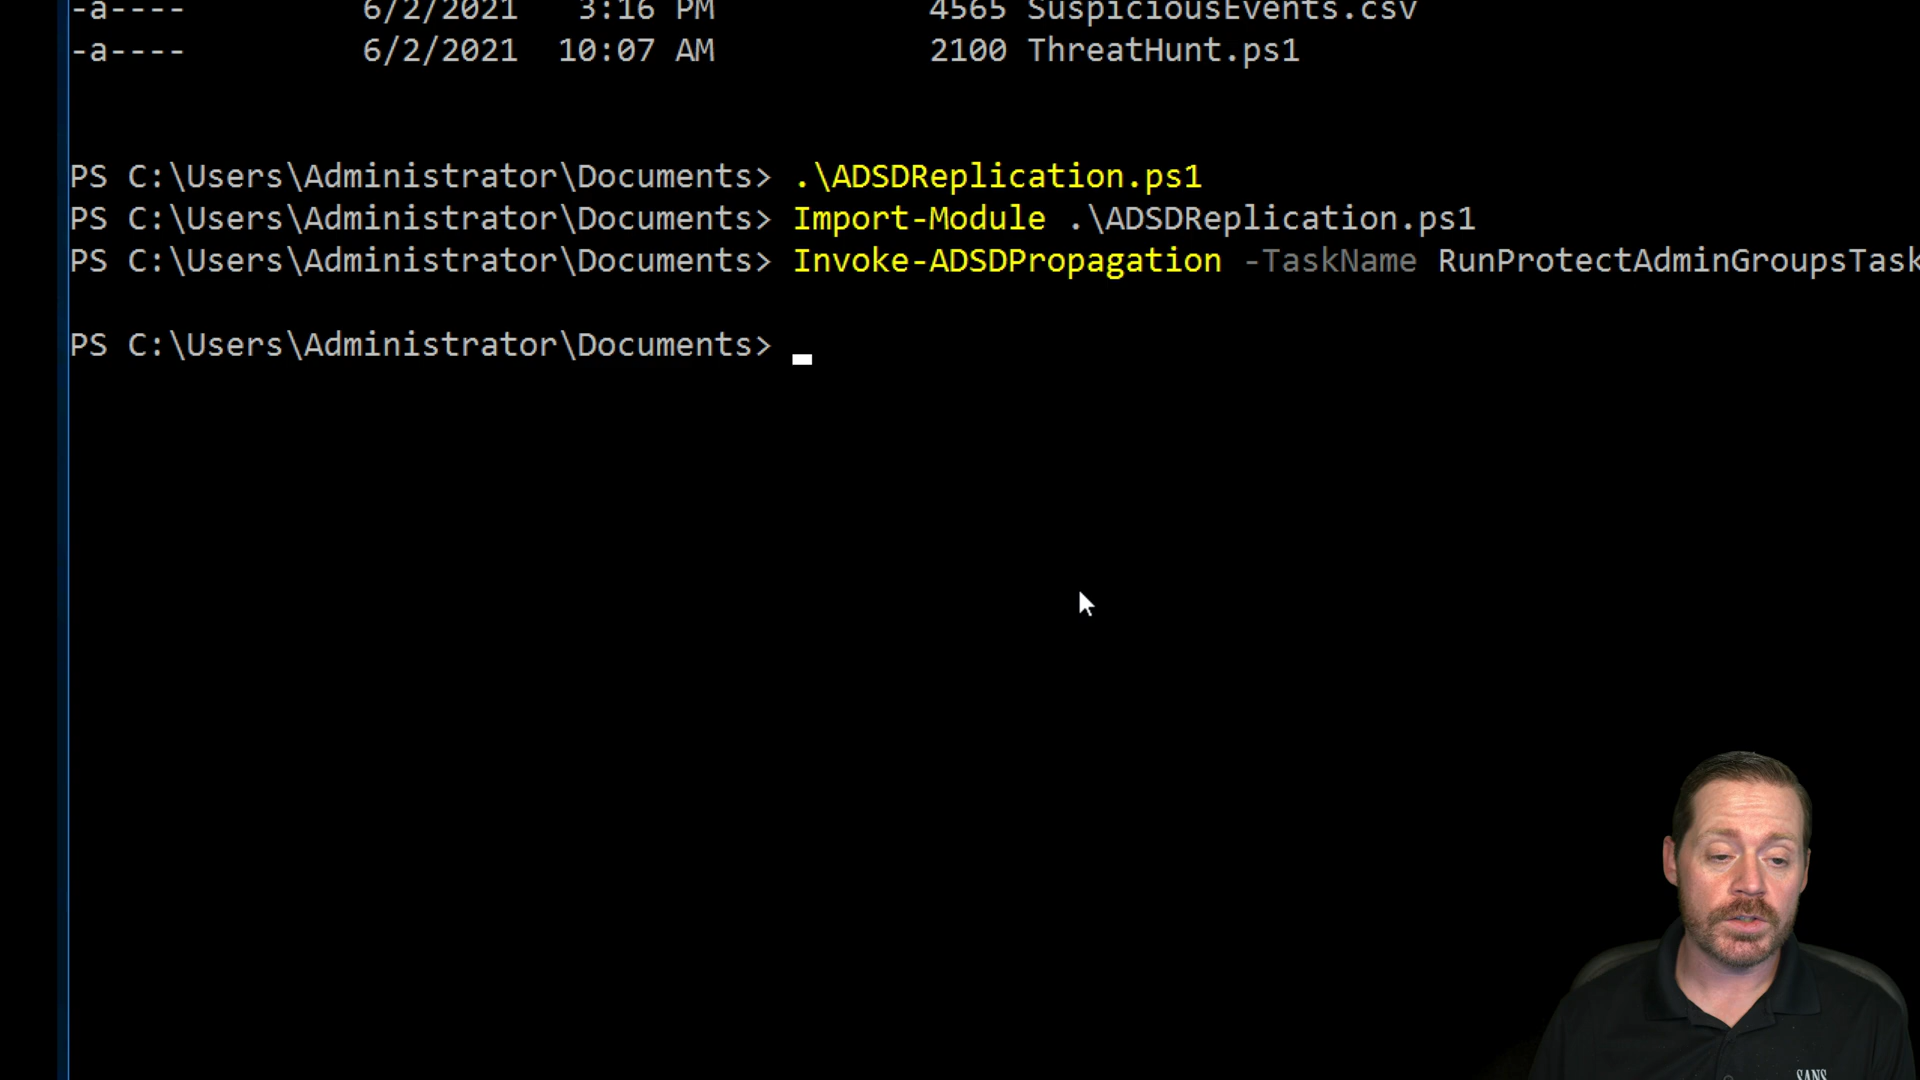 -a---- 6/2/2021 3:16 PM 4565 SuspiciousEvents.csv
-a---- 6/2/2021 10:07 AM 2100 ThreatHunt.ps1
PS C:\Users\Administrator\Documents> .\ADSDReplication.ps1
PS C:\Users\Administrator\Documents> Import-Module .\ADSDReplication.ps1
PS C:\Users\Administrator\Documents> Invoke-ADSDPropagation -TaskName RunProtectAdminGroupsTask
PS C:\Users\Administrator\Documents>
SANS